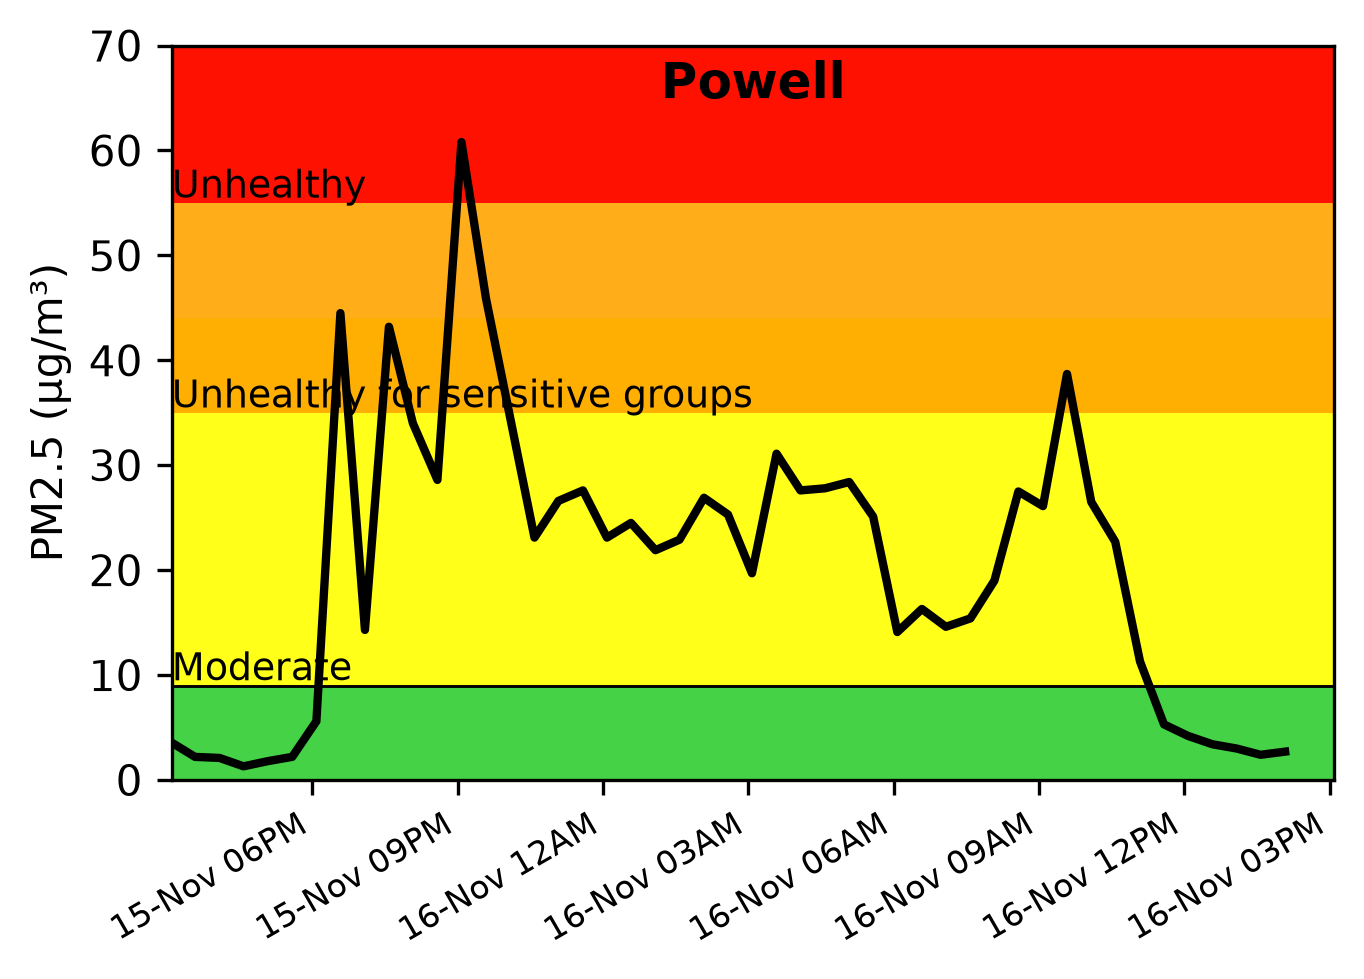 Powell
PM2.5 (µg/m³)
70
60
50
40
30
20
10
0
Unhealthy
Unhealthy for sensitive groups
Moderate
15-Nov 06PM
15-Nov 09PM
16-Nov 12AM
16-Nov 03AM
16-Nov 06AM
16-Nov 09AM
16-Nov 12PM
16-Nov 03PM